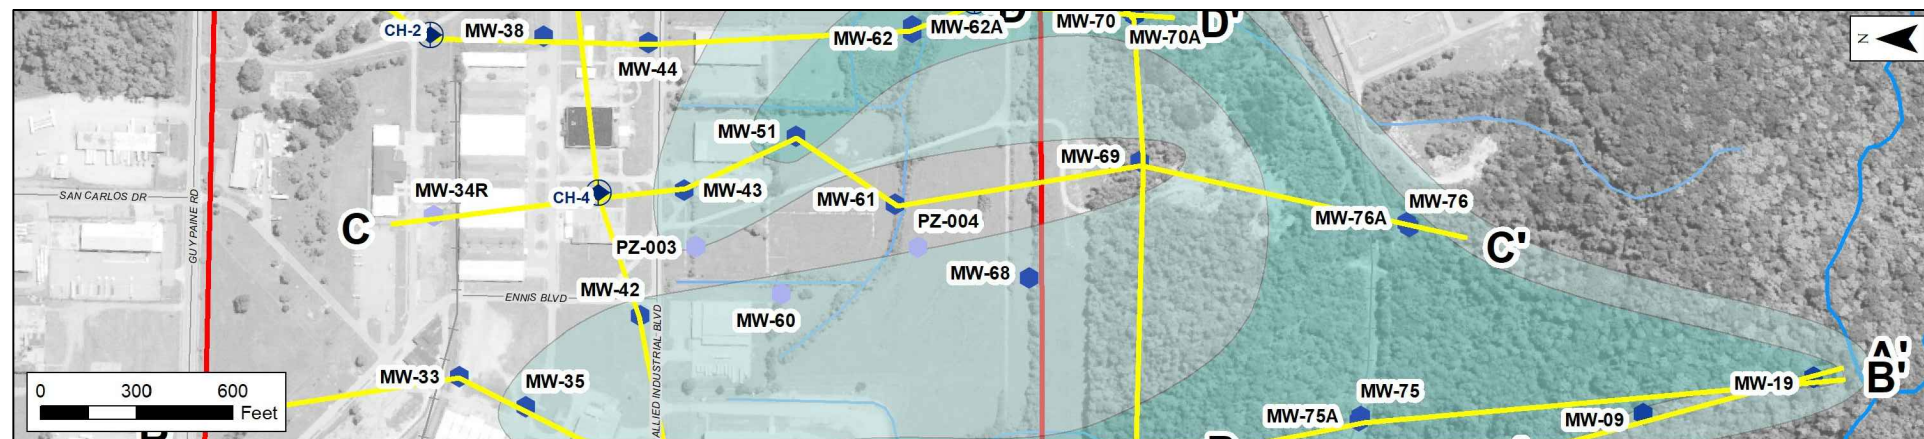 CH-2
MW-38
MW-44
MW-62
MW-62A
MW-70
MW-70A
D'
N
MW-51
MW-69
SAN CARLOS DR
GUY PAINE RD
MW-34R
CH-4
MW-43
MW-61
PZ-004
MW-76A
MW-76
C
C'
PZ-003
MW-68
MW-42
ENNIS BLVD
MW-60
ALLIED INDUSTRIAL BLVD
MW-33
MW-35
A'
B'
MW-19
MW-75
MW-75A
MW-09
0 300 600
Feet